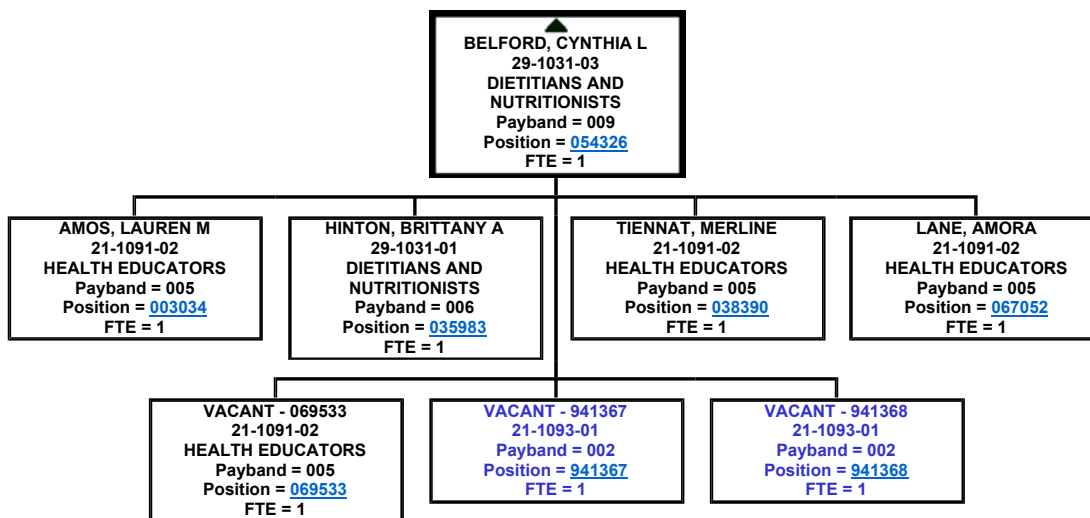 BELFORD, CYNTHIA L
29-1031-03
DIETITIANS AND
NUTRITIONISTS
Payband = 009
Position = 054326
FTE = 1
AMOS, LAUREN M
21-1091-02
HEALTH EDUCATORS
Payband = 005
Position = 003034
FTE = 1
HINTON, BRITTANY A
29-1031-01
DIETITIANS AND
NUTRITIONISTS
Payband = 006
Position = 035983
FTE = 1
TIENNAT, MERLINE
21-1091-02
HEALTH EDUCATORS
Payband = 005
Position = 038390
FTE = 1
LANE, AMORA
21-1091-02
HEALTH EDUCATORS
Payband = 005
Position = 067052
FTE = 1
VACANT - 069533
21-1091-02
HEALTH EDUCATORS
Payband = 005
Position = 069533
FTE = 1
VACANT - 941367
21-1093-01
Payband = 002
Position = 941367
FTE = 1
VACANT - 941368
21-1093-01
Payband = 002
Position = 941368
FTE = 1